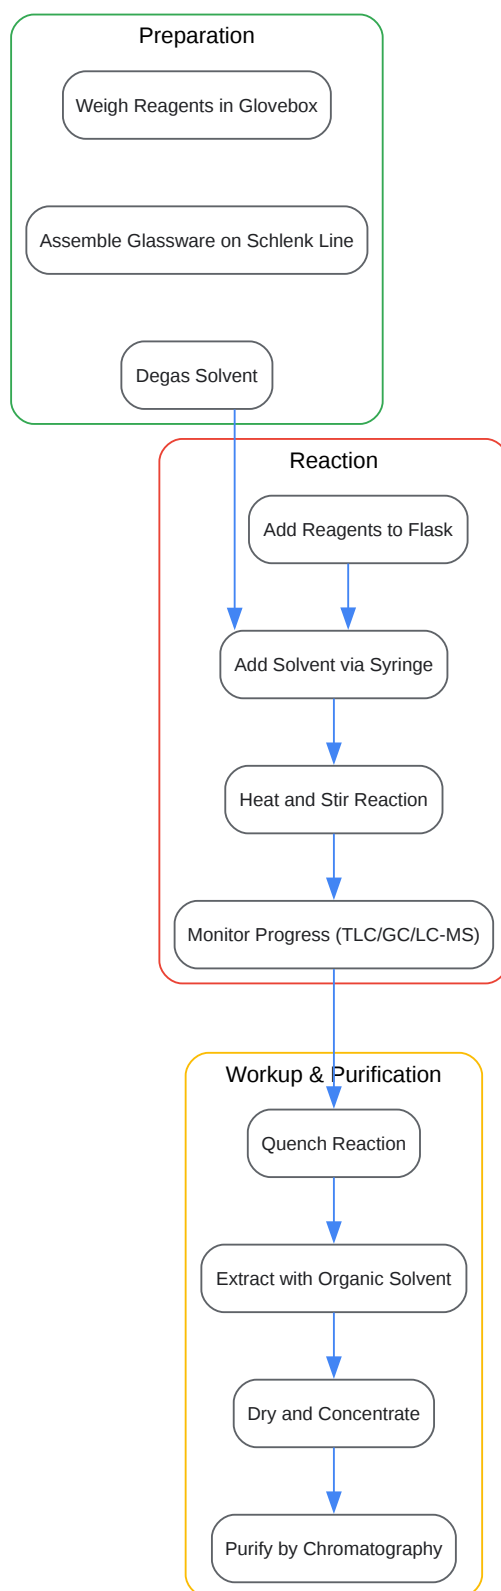 Preparation
Weigh Reagents in Glovebox
Assemble Glassware on Schlenk Line
Degas Solvent
Reaction
Add Reagents to Flask
Add Solvent via Syringe
Heat and Stir Reaction
Monitor Progress (TLC/GC/LC-MS)
Workup & Purification
Quench Reaction
Extract with Organic Solvent
Dry and Concentrate
Purify by Chromatography